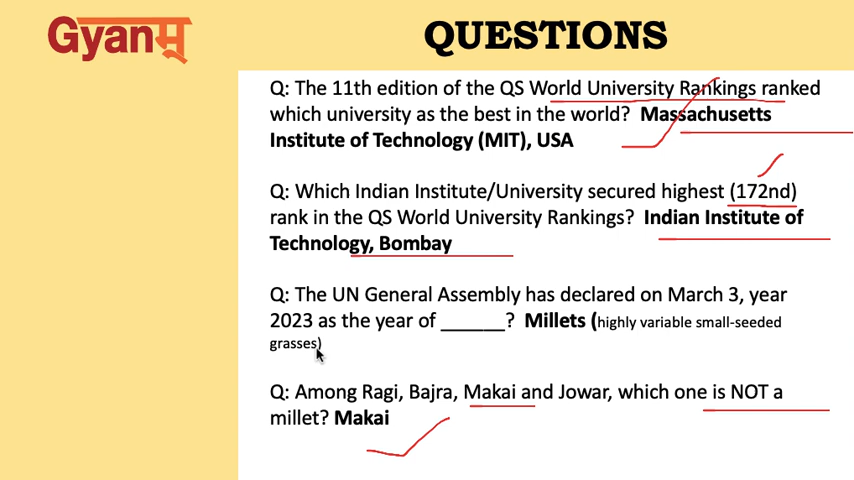 Gyanम्
QUESTIONS
Q: The 11th edition of the QS World University Rankings ranked
which university as the best in the world? Massachusetts
Institute of Technology (MIT), USA
Q: Which Indian Institute/University secured highest (172nd)
rank in the QS World University Rankings? Indian Institute of
Technology, Bombay
Q: The UN General Assembly has declared on March 3, year
2023 as the year of ______? Millets (highly variable small-seeded
grasses)
Q: Among Ragi, Bajra, Makai and Jowar, which one is NOT a
millet? Makai